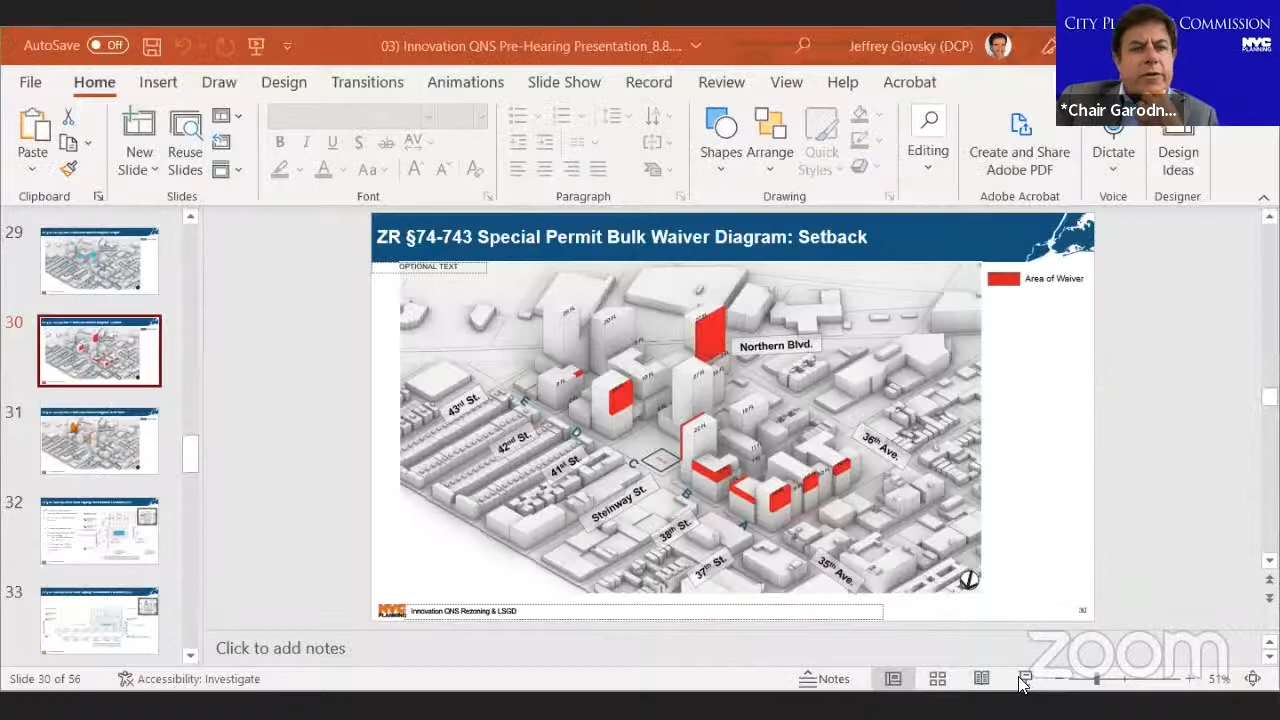 AutoSave Off
03) Innovation QNS Pre-Hearing Presentation_8.8....
Jeffrey Glovsky (DCP)
CITY PL COMMISSION
NYC
PLANNING
*Chair Garodn...
File Home Insert Draw Design Transitions Animations Slide Show Record Review View Help Acrobat
Paste
New Slide
Reuse Slides
Shapes Arrange Quick Styles
Editing
Create and Share Adobe PDF
Dictate
Design Ideas
Clipboard
Slides
Font
Paragraph
Drawing
Adobe Acrobat
Voice
Designer
29
30
31
32
33
ZR §74-743 Special Permit Bulk Waiver Diagram: Setback
OPTIONAL TEXT
Area of Waiver
Northern Blvd.
43rd St.
42nd St.
41st St.
Steinway St.
38th St.
37th St.
36th Ave.
35th Ave.
NYC
PLANNING
Innovation QNS Rezoning & LSGD
30
Click to add notes
Slide 30 of 56
Accessibility: Investigate
Notes
51%
zoom